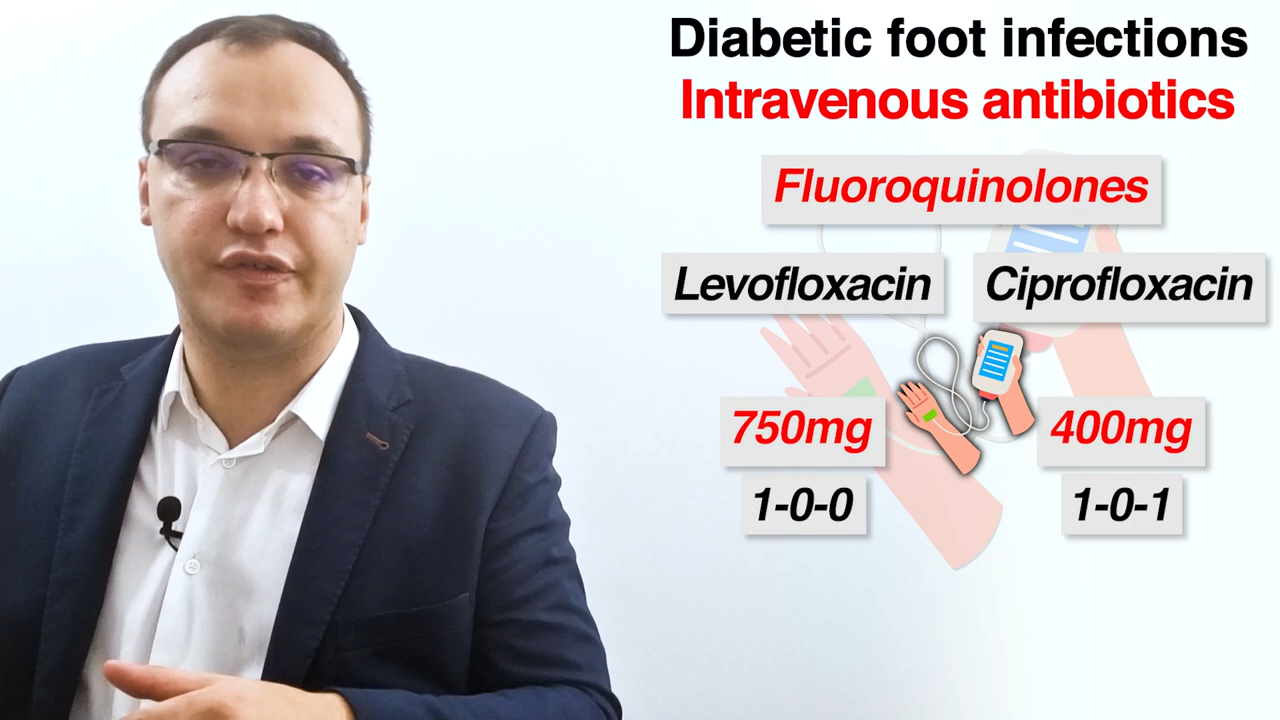 Diabetic foot infections
Intravenous antibiotics
Fluoroquinolones
Levofloxacin
Ciprofloxacin
750mg
400mg
1-0-0
1-0-1